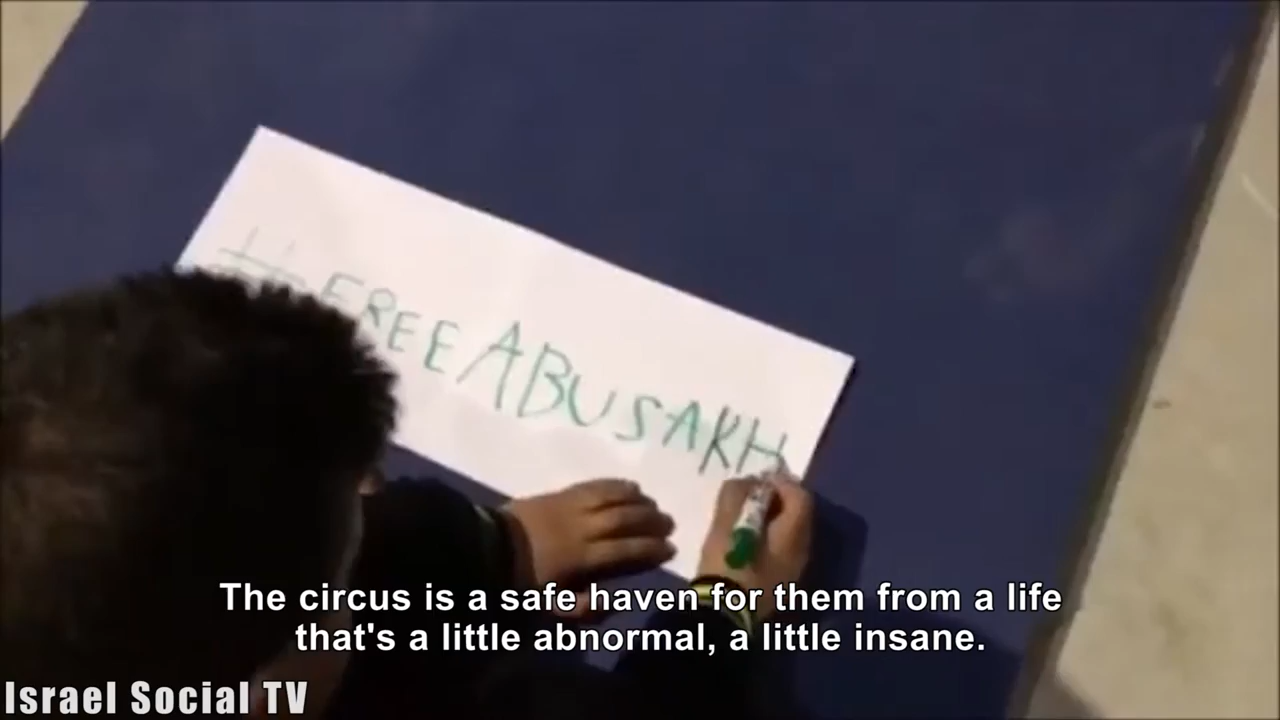 #FREEABUSAKH
The circus is a safe haven for them from a life
that's a little abnormal, a little insane.
Israel Social TV